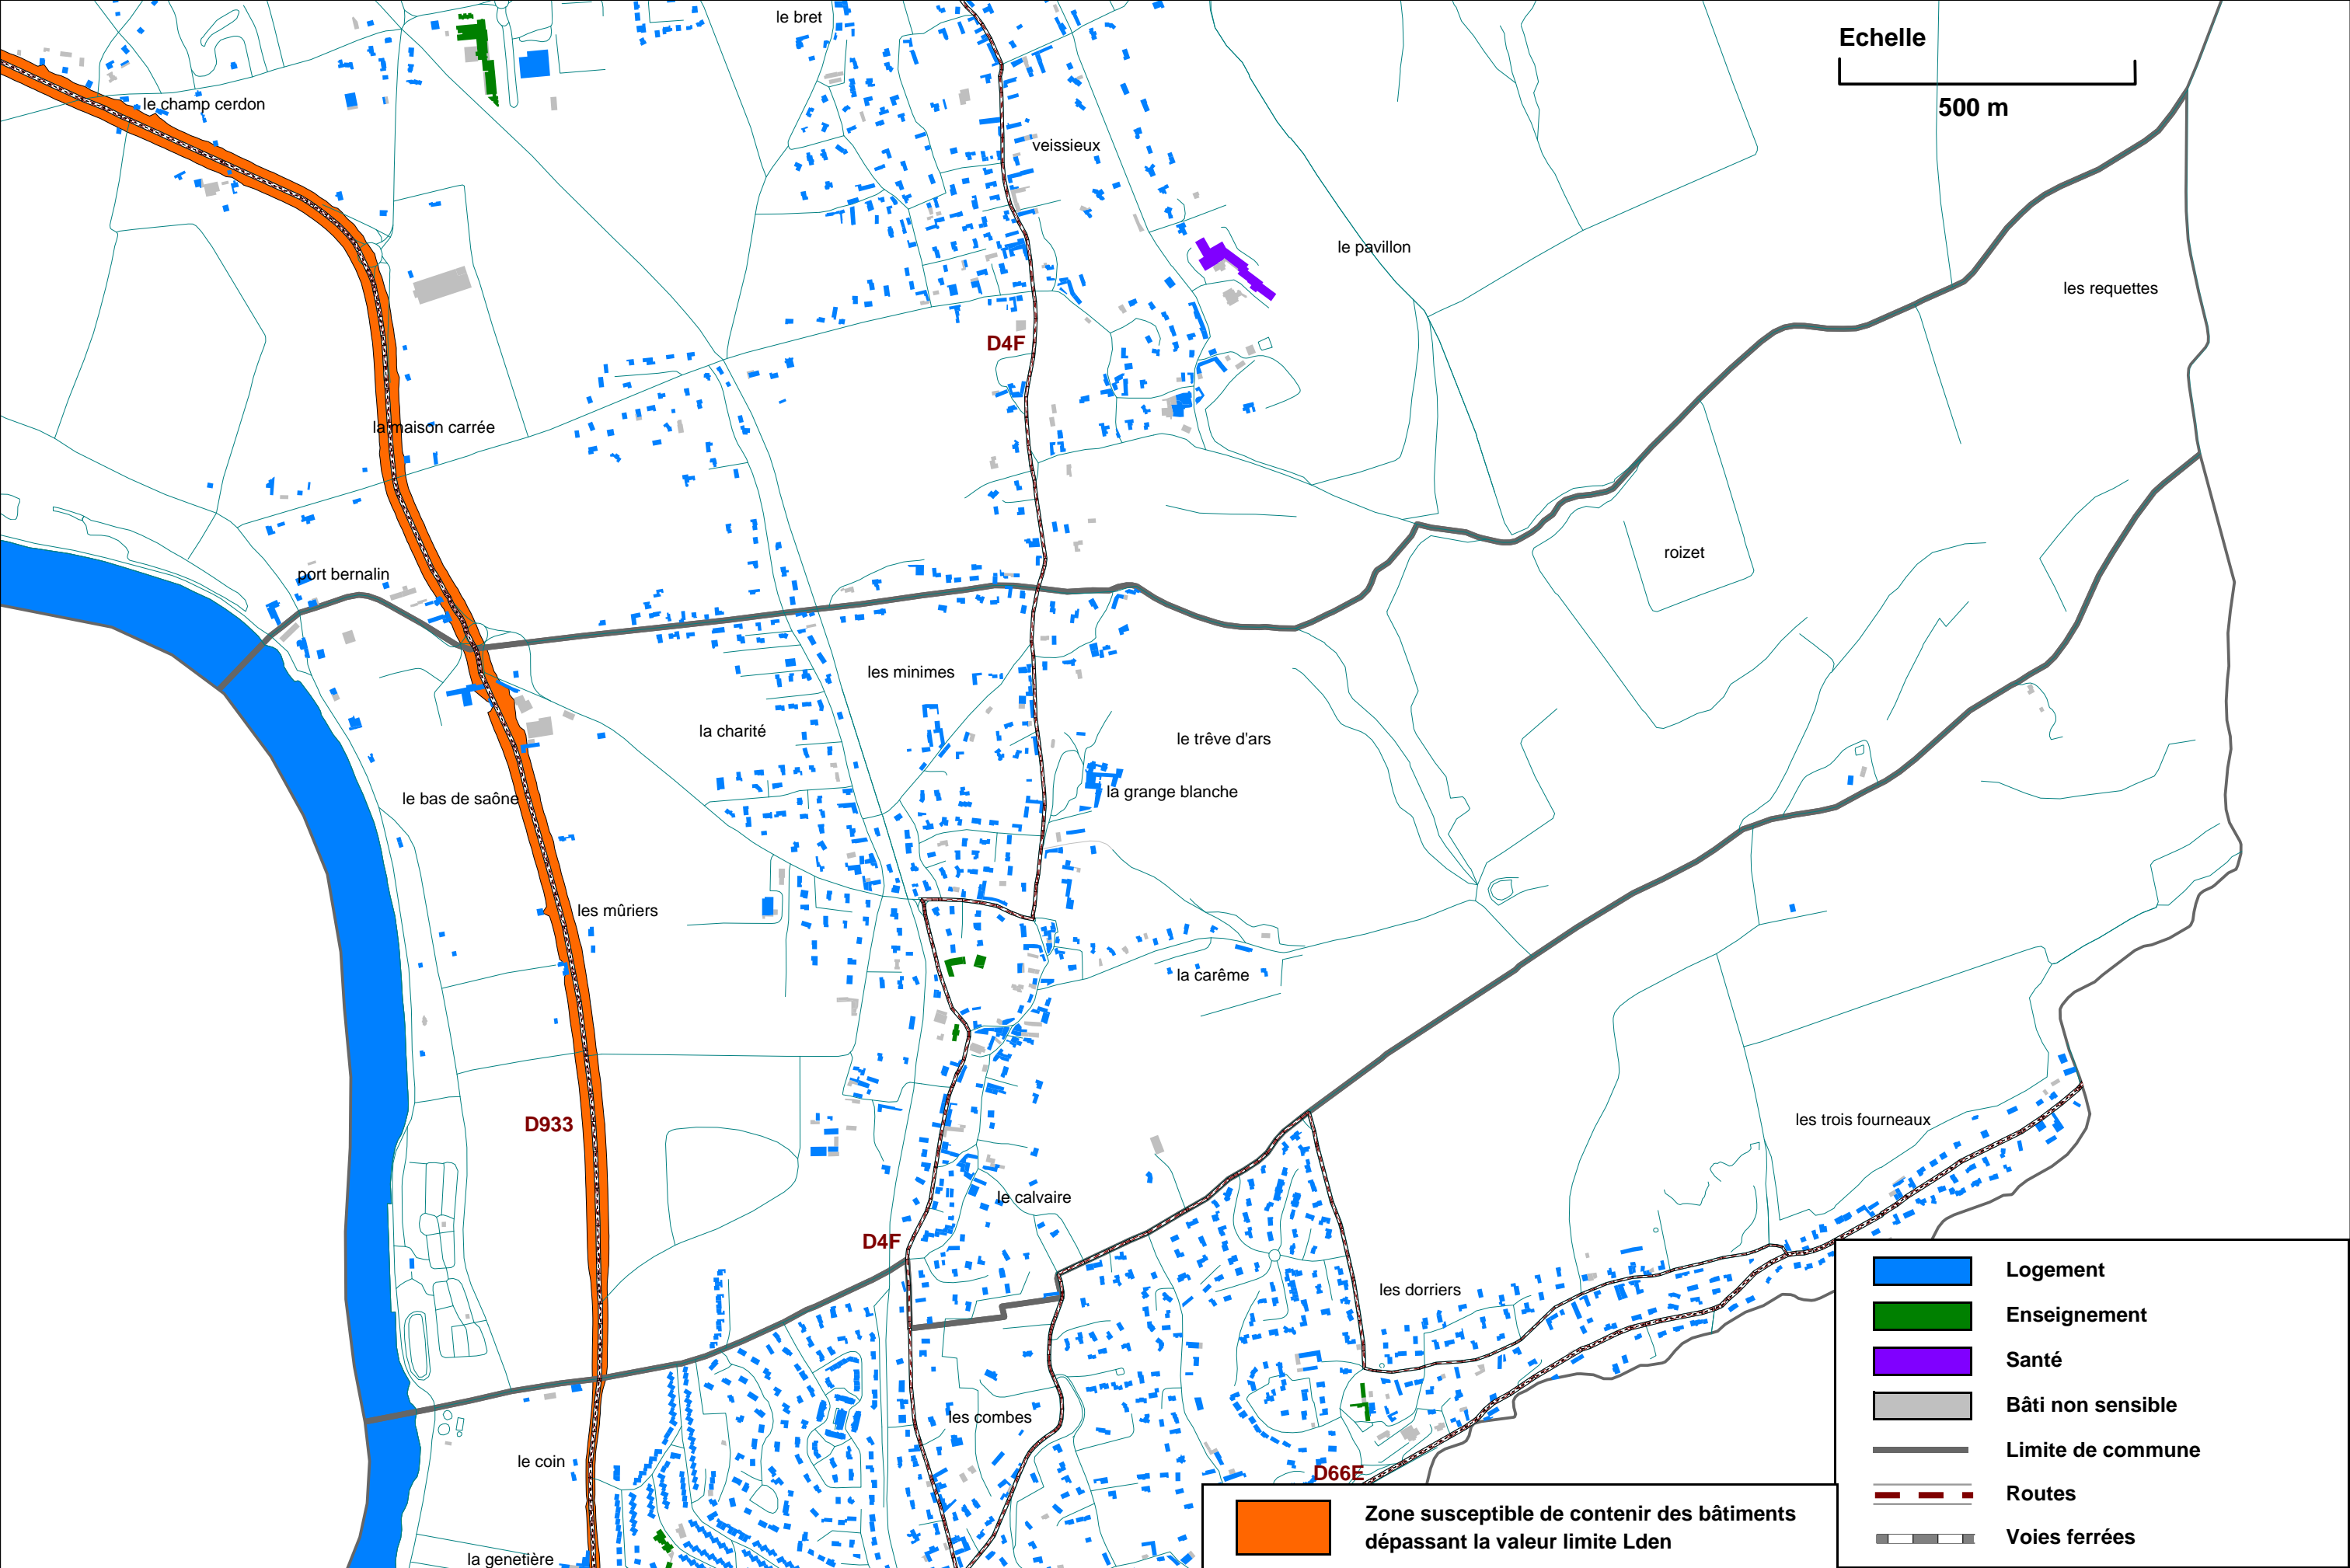 le bret
Echelle
500 m
le champ cerdon
veissieux
le pavillon
les requettes
D4F
la maison carrée
roizet
port bernalin
les minimes
la charité
le trêve d'ars
la grange blanche
le bas de saône
les mûriers
la carême
D933
les trois fourneaux
le calvaire
D4F
les dorriers
les combes
le coin
D66E
la genetière
Logement
Enseignement
Santé
Bâti non sensible
Limite de commune
Routes
Voies ferrées
Zone susceptible de contenir des bâtiments
dépassant la valeur limite Lden